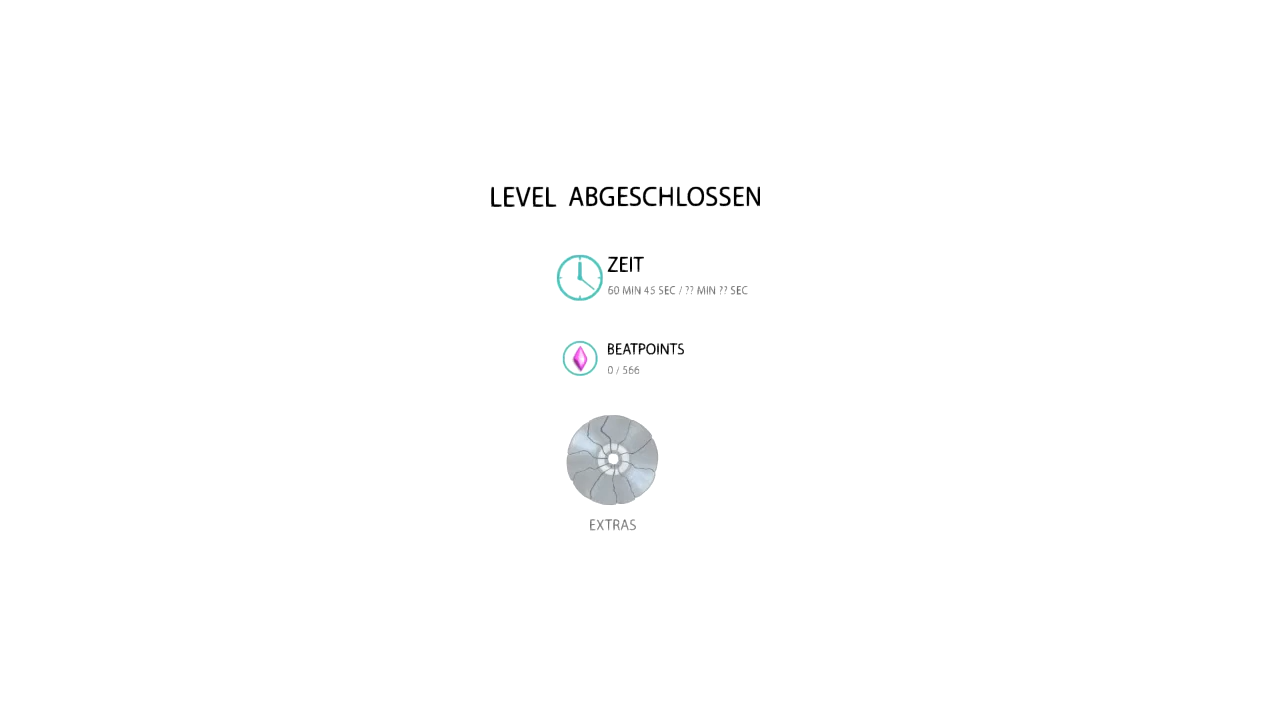 LEVEL ABGESCHLOSSEN
ZEIT
60 MIN 45 SEC / ?? MIN ?? SEC
BEATPOINTS
0 / 566
EXTRAS